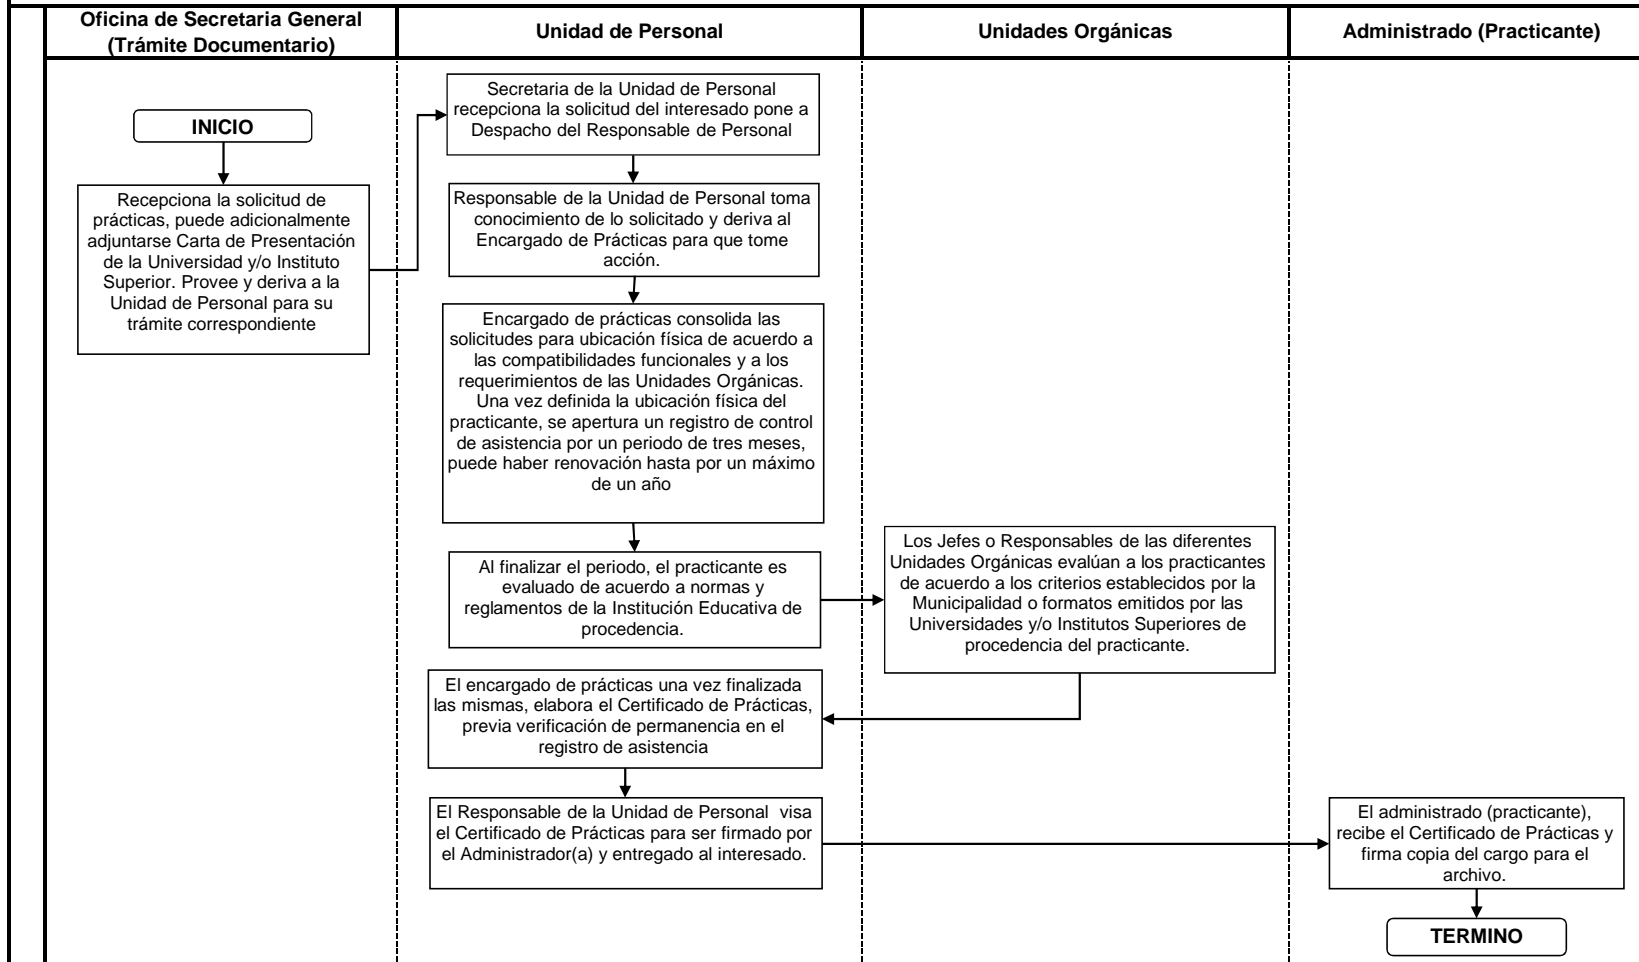 Oficina de Secretaria General
(Trámite Documentario)
Unidad de Personal
Unidades Orgánicas
Administrado (Practicante)
INICIO
Recepciona la solicitud de
prácticas, puede adicionalmente
adjuntarse Carta de Presentación
de la Universidad y/o Instituto
Superior. Provee y deriva a la
Unidad de Personal para su
trámite correspondiente
Secretaria de la Unidad de Personal
recepciona la solicitud del interesado pone a
Despacho del Responsable de Personal
Responsable de la Unidad de Personal toma
conocimiento de lo solicitado y deriva al
Encargado de Prácticas para que tome
acción.
Encargado de prácticas consolida las
solicitudes para ubicación física de acuerdo a
las compatibilidades funcionales y a los
requerimientos de las Unidades Orgánicas.
Una vez definida la ubicación física del
practicante, se apertura un registro de control
de asistencia por un periodo de tres meses,
puede haber renovación hasta por un máximo
de un año
Al finalizar el periodo, el practicante es
evaluado de acuerdo a normas y
reglamentos de la Institución Educativa de
procedencia.
Los Jefes o Responsables de las diferentes
Unidades Orgánicas evalúan a los practicantes
de acuerdo a los criterios establecidos por la
Municipalidad o formatos emitidos por las
Universidades y/o Institutos Superiores de
procedencia del practicante.
El encargado de prácticas una vez finalizada
las mismas, elabora el Certificado de Prácticas,
previa verificación de permanencia en el
registro de asistencia
El Responsable de la Unidad de Personal  visa
el Certificado de Prácticas para ser firmado por
el Administrador(a) y entregado al interesado.
El administrado (practicante),
recibe el Certificado de Prácticas y
firma copia del cargo para el
archivo.
TERMINO